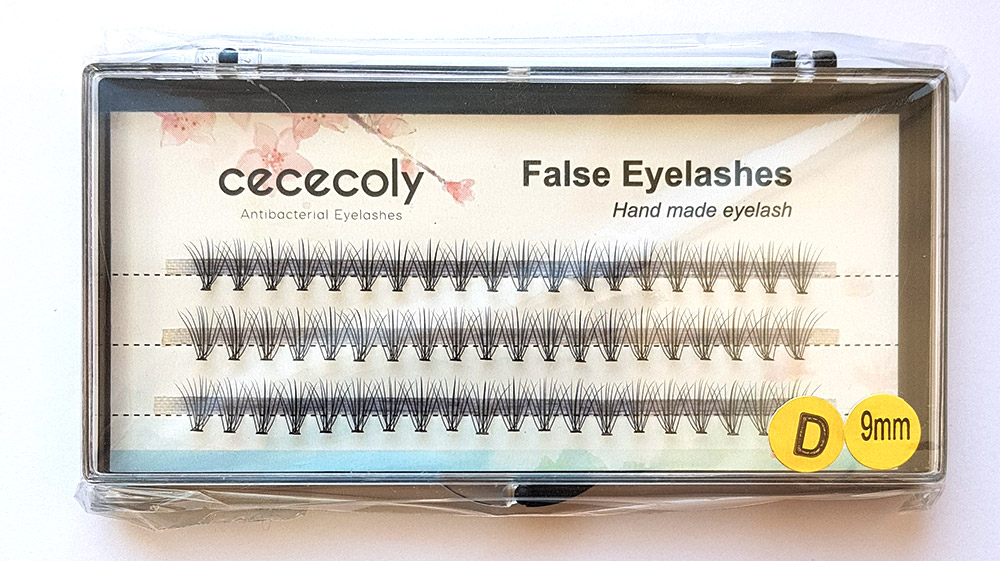 cececoly
Antibacterial Eyelashes
False Eyelashes
Hand made eyelash
D
9mm